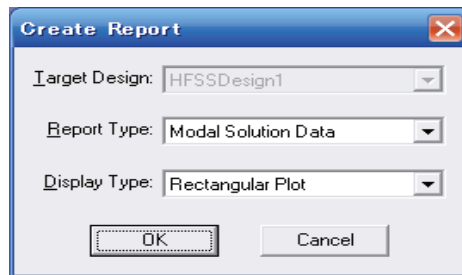 Create Report
Target Design: HFSSDesign1
Report Type: Modal Solution Data
Display Type: Rectangular Plot
OK Cancel